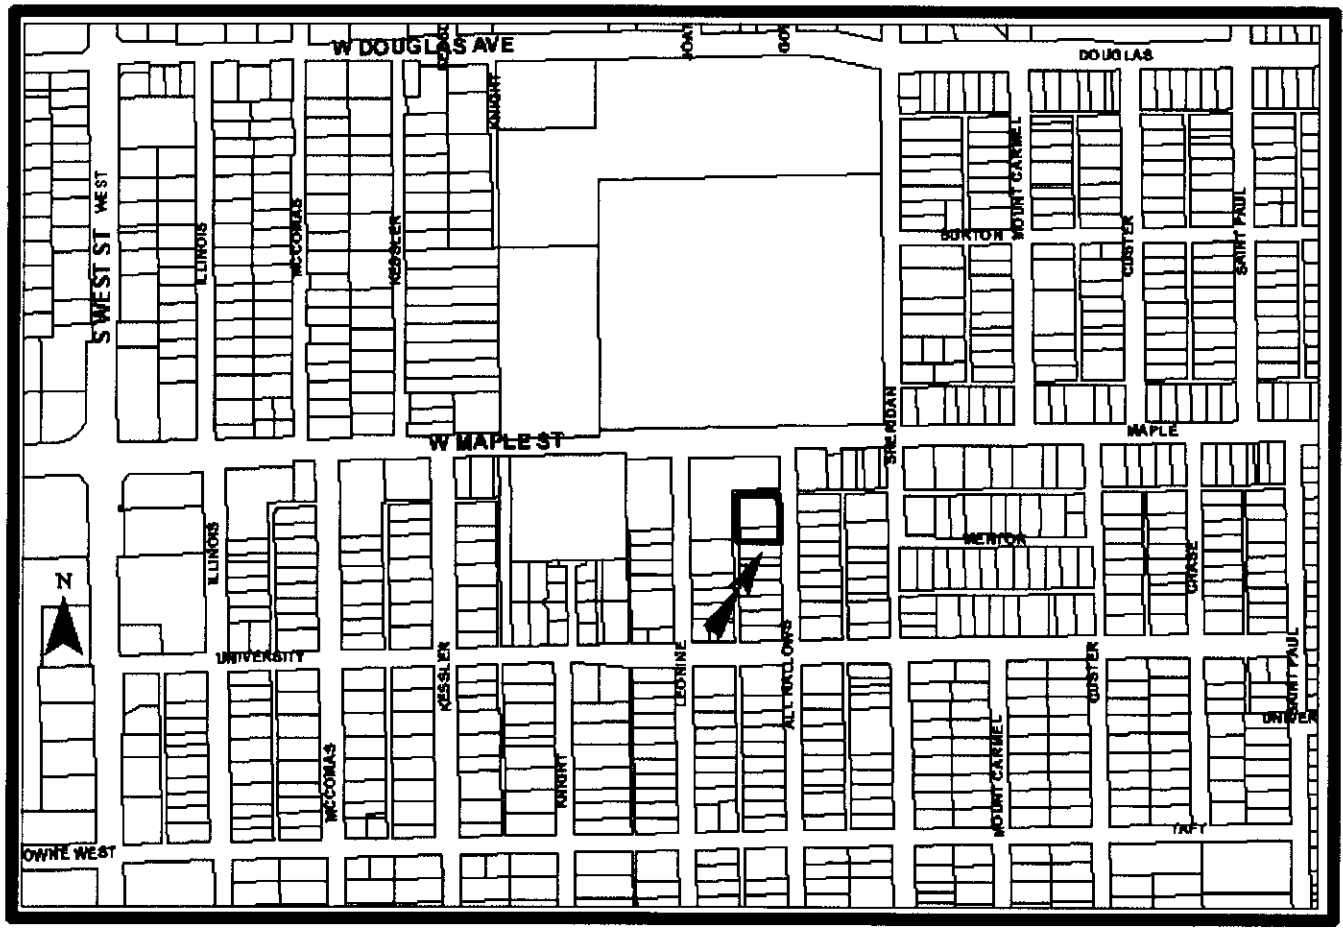 W DOUGLAS AVE
DOUGLAS
KNIGHT
MOUNT CARMEL
S WEST ST
WEST
ILLINOIS
MCCOMAS
KESSLER
BURTON
CUSTER
SAINT PAUL
SHERIDAN
W MAPLE ST
MAPLE
ILLINOIS
MENTOR
CHASE
N
UNIVERSITY
KESSLER
LEONINE
ALL HALLOWS
CUSTER
SAINT PAUL
UNIVER
MCCOMAS
KNIGHT
MOUNT CARMEL
TAFT
OWNE WEST